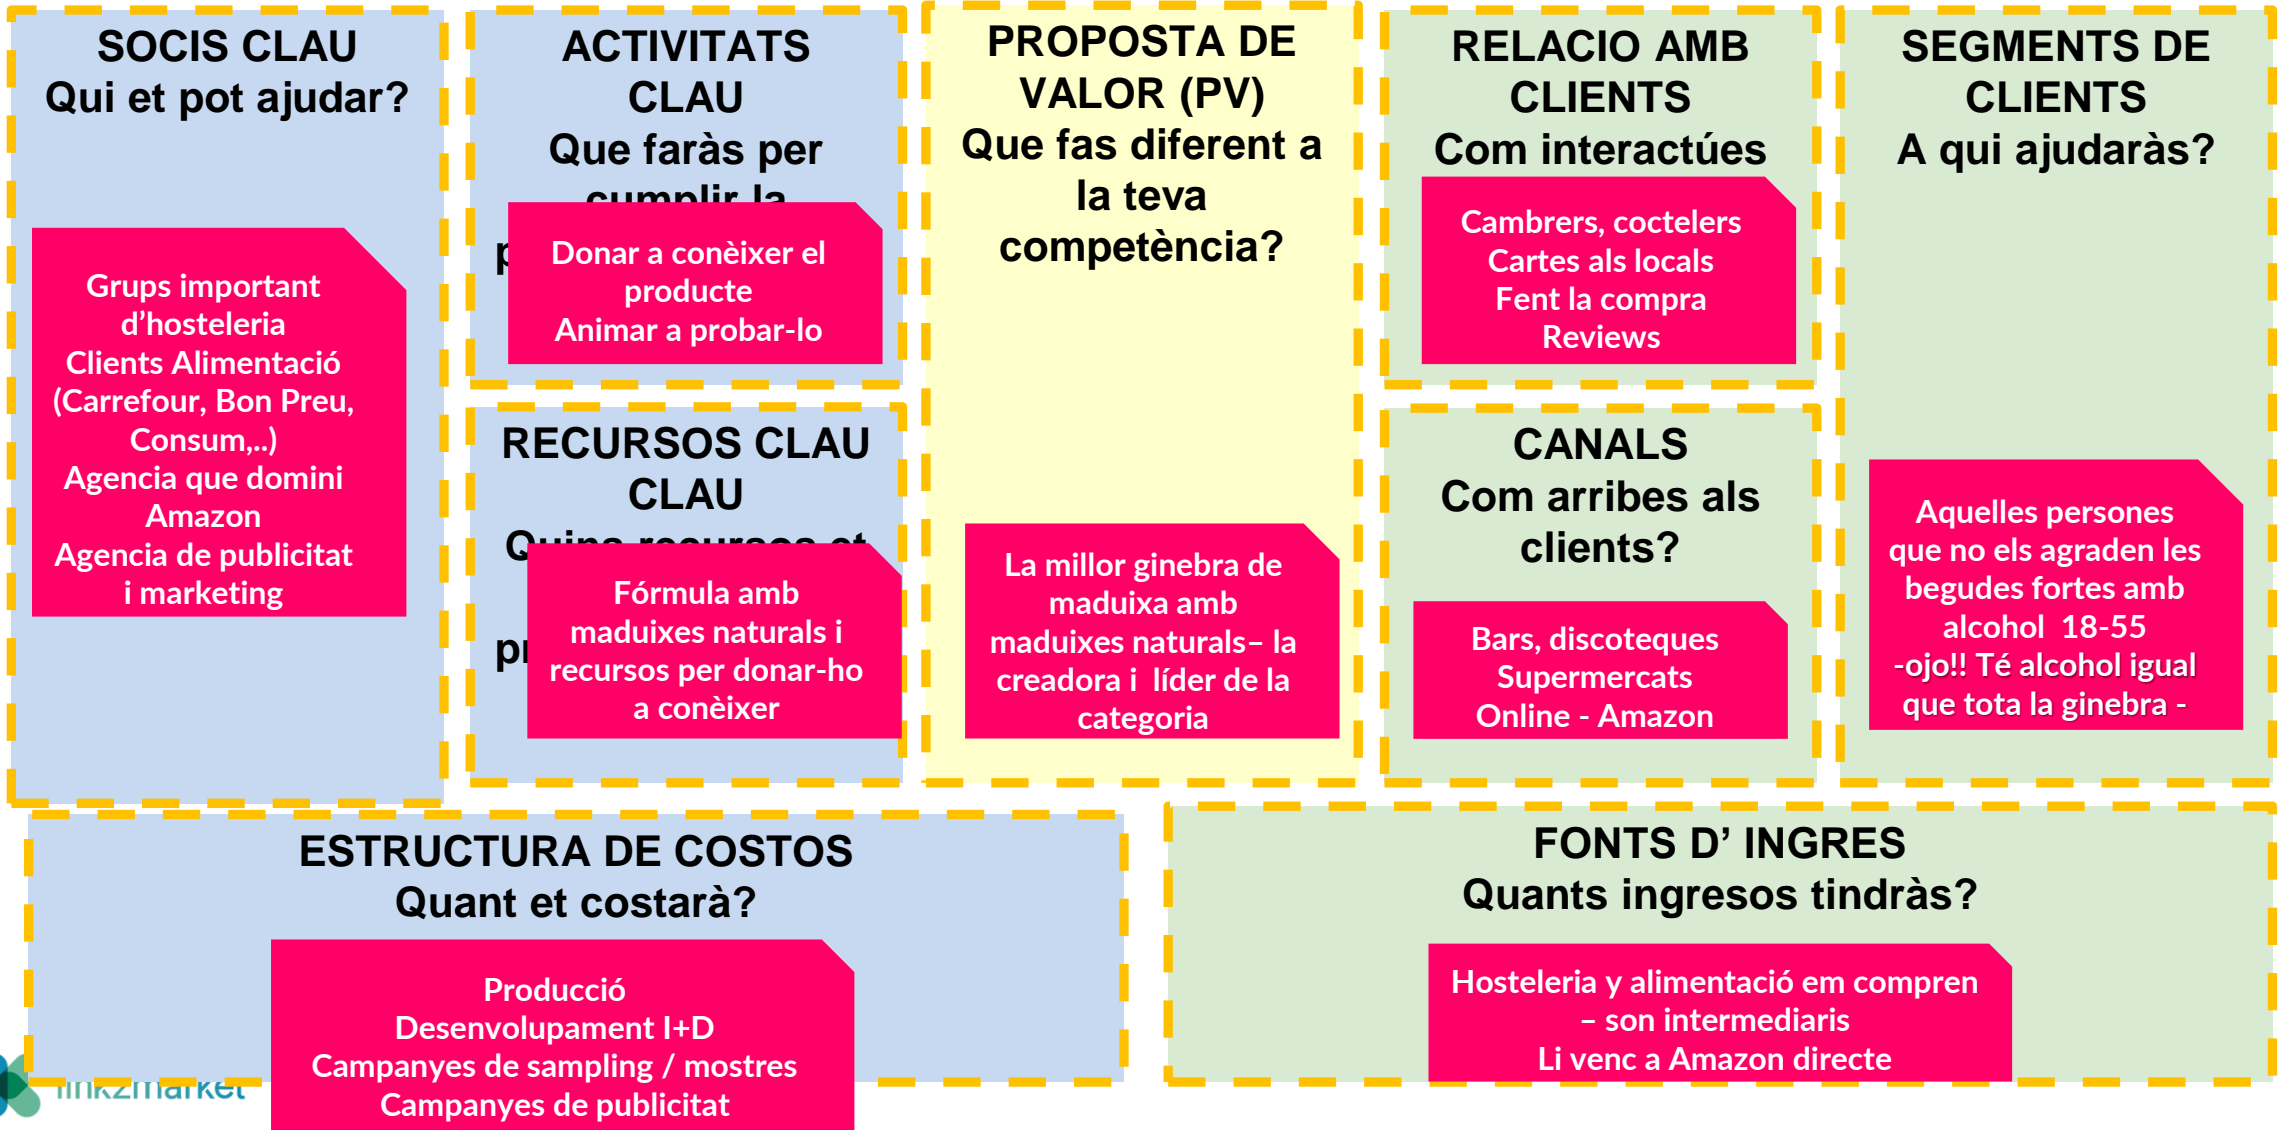 SOCIS CLAU
Qui et pot ajudar?
Grups important
d’hosteleria
Clients Alimentació
(Carrefour, Bon Preu,
Consum,..)
Agencia que domini
Amazon
Agencia de publicitat
i marketing
ACTIVITATS
CLAU
Que faràs per
cumplir la
Donar a conèixer el
producte
Animar a probar-lo
RECURSOS CLAU
CLAU
Quins recursos et
Fórmula amb
maduixes naturals i
recursos per donar-ho
a conèixer
PROPOSTA DE
VALOR (PV)
Que fas diferent a
la teva
competència?
La millor ginebra de
maduixa amb
maduixes naturals– la
creadora i líder de la
categoria
RELACIO AMB
CLIENTS
Com interactúes
Cambrers, coctelers
Cartes als locals
Fent la compra
Reviews
CANALS
Com arribes als
clients?
Bars, discoteques
Supermercats
Online - Amazon
SEGMENTS DE
CLIENTS
A qui ajudaràs?
Aquelles persones
que no els agraden les
begudes fortes amb
alcohol 18-55
-ojo!! Té alcohol igual
que tota la ginebra -
ESTRUCTURA DE COSTOS
Quant et costarà?
Producció
Desenvolupament I+D
Campanyes de sampling / mostres
Campanyes de publicitat
FONTS D’ INGRES
Quants ingresos tindràs?
Hosteleria y alimentació em compren
– son intermediaris
Li venc a Amazon directe
linkzmarket